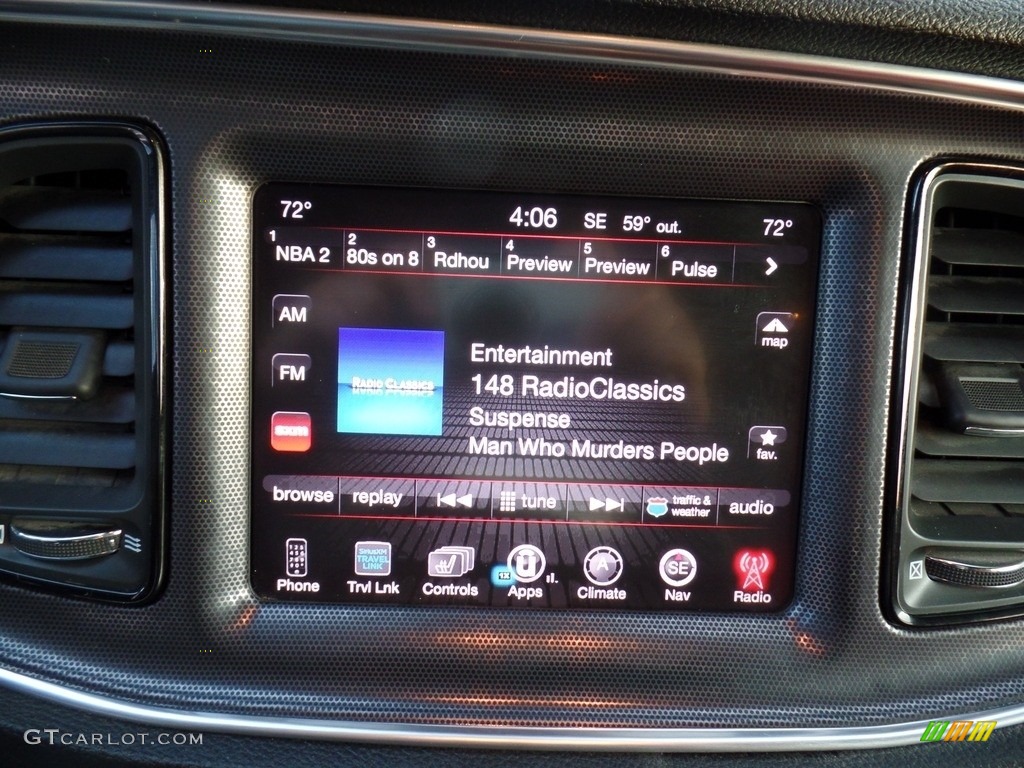 72° 4:06 SE 59° out. 72°
1 NBA 2 2 80s on 8 3 Rdhou 4 Preview 5 Preview 6 Pulse
AM
map
FM
RADIO CLASSICS
Entertainment
148 RadioClassics
Suspense
Man Who Murders People
sxm
fav.
browse replay tune traffic & weather audio
SiriusXM
TRAVEL
LINK
1X U A SE
Phone Trvl Lnk Controls Apps Climate Nav Radio
GTCARLOT.COM